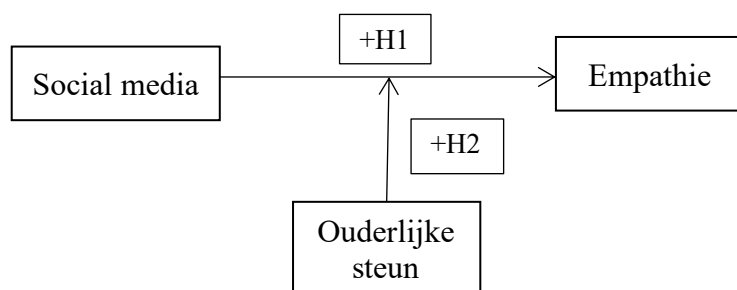 +H1
Social media
Empathie
+H2
Ouderlijke
steun